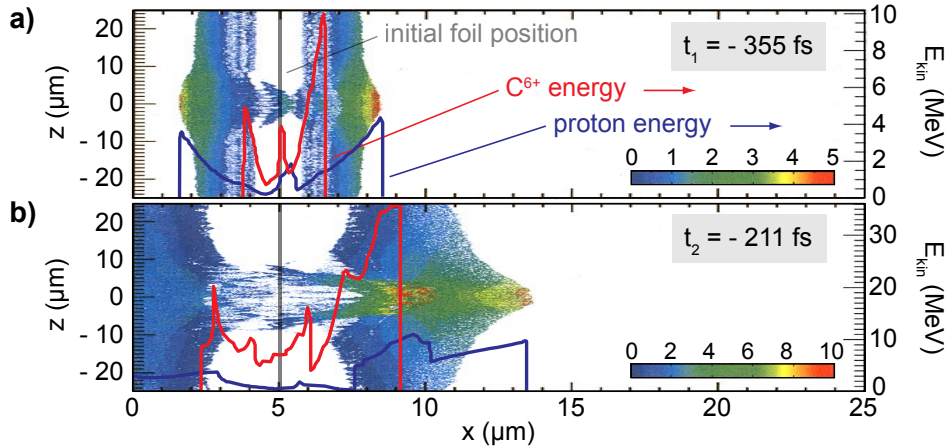 a)
z (μm)
20
10
0
- 10
- 20
initial foil position
t1 = - 355 fs
C6+ energy
proton energy
0 1 2 3 4 5
10
8
6
4
2
0
Ekin (MeV)
b)
z (μm)
20
10
0
- 10
- 20
t2 = - 211 fs
0 2 4 6 8 10
30
20
10
0
Ekin (MeV)
0 5 10 15 20 25
x (μm)